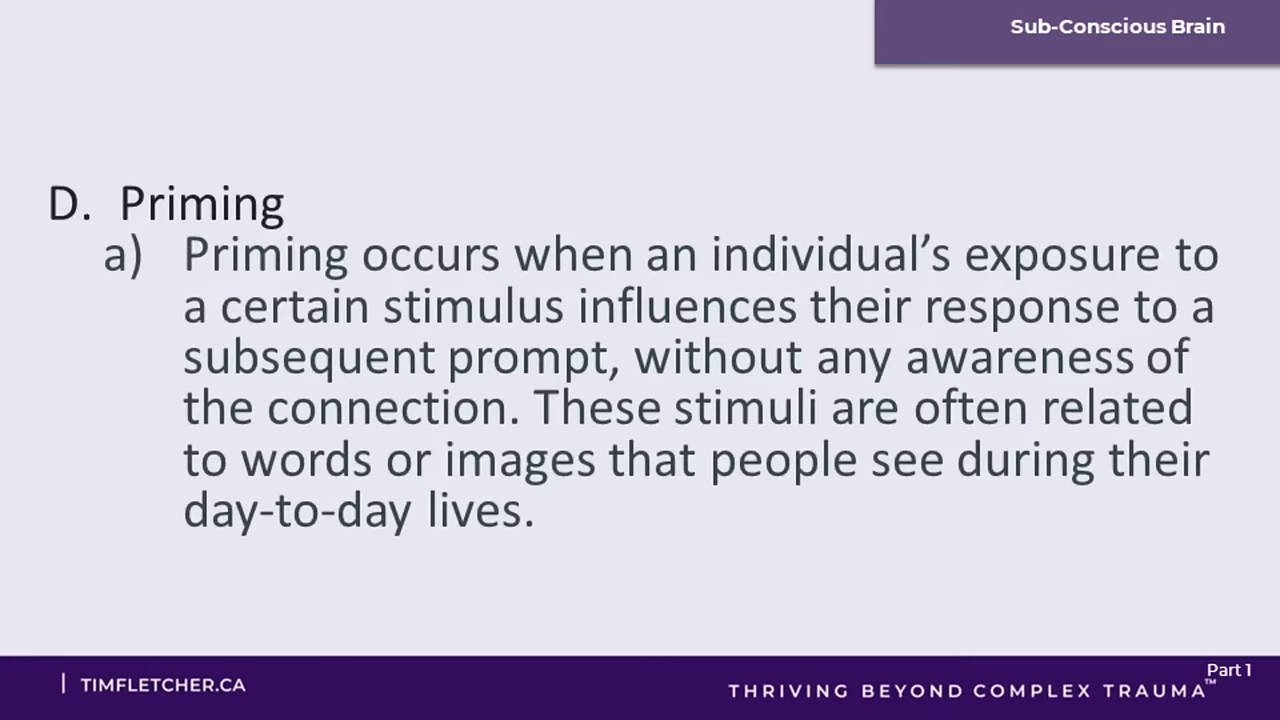 Sub-Conscious Brain
D. Priming
a) Priming occurs when an individual’s exposure to
a certain stimulus influences their response to a
subsequent prompt, without any awareness of
the connection. These stimuli are often related
to words or images that people see during their
day-to-day lives.
| TIMFLETCHER.CA
THRIVING BEYOND COMPLEX TRAUMA™
Part 1